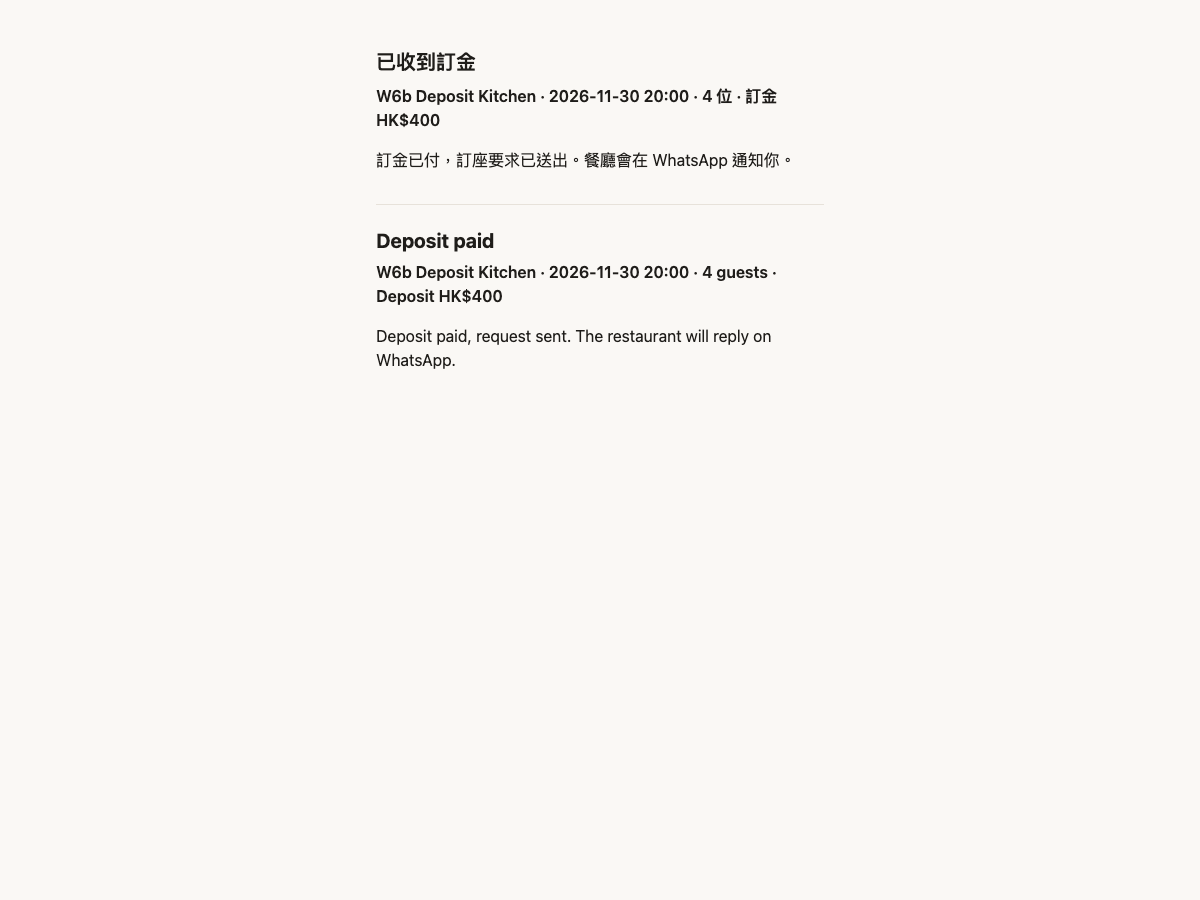 已收到訂金
W6b Deposit Kitchen · 2026-11-30 20:00 · 4 位 · 訂金
HK$400
訂金已付，訂座要求已送出。餐廳會在 WhatsApp 通知你。
Deposit paid
W6b Deposit Kitchen · 2026-11-30 20:00 · 4 guests ·
Deposit HK$400
Deposit paid, request sent. The restaurant will reply on
WhatsApp.